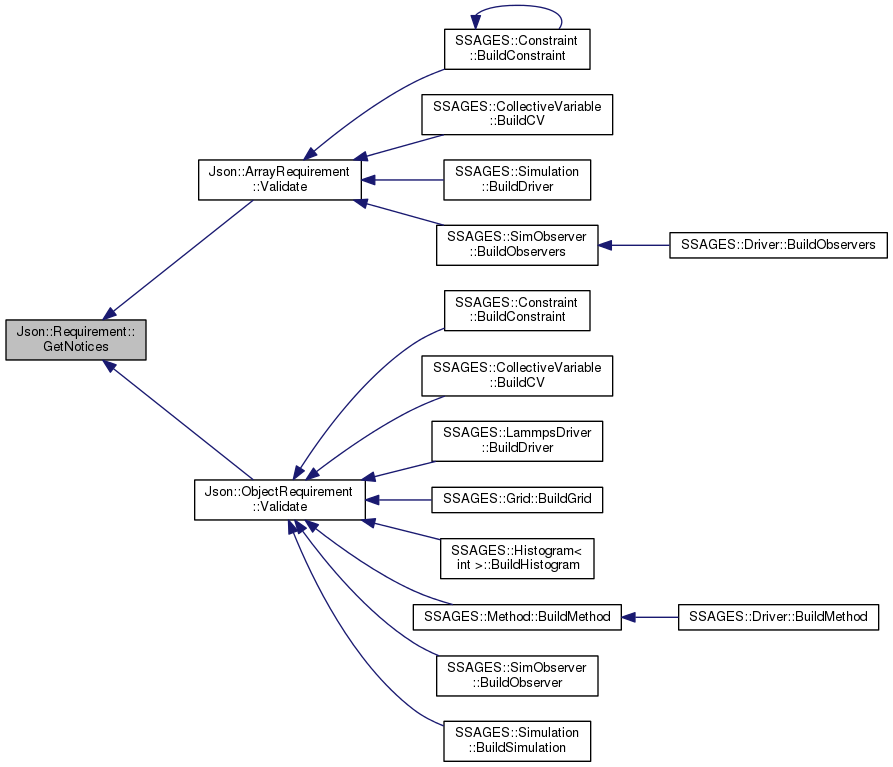 SSAGES::Constraint
::BuildConstraint
SSAGES::CollectiveVariable
::BuildCV
Json::ArrayRequirement
::Validate
SSAGES::Simulation
::BuildDriver
SSAGES::SimObserver
::BuildObservers
SSAGES::Driver::BuildObservers
Json::Requirement::
GetNotices
SSAGES::Constraint
::BuildConstraint
SSAGES::CollectiveVariable
::BuildCV
SSAGES::LammpsDriver
::BuildDriver
Json::ObjectRequirement
::Validate
SSAGES::Grid::BuildGrid
SSAGES::Histogram<
int >::BuildHistogram
SSAGES::Method::BuildMethod
SSAGES::Driver::BuildMethod
SSAGES::SimObserver
::BuildObserver
SSAGES::Simulation
::BuildSimulation